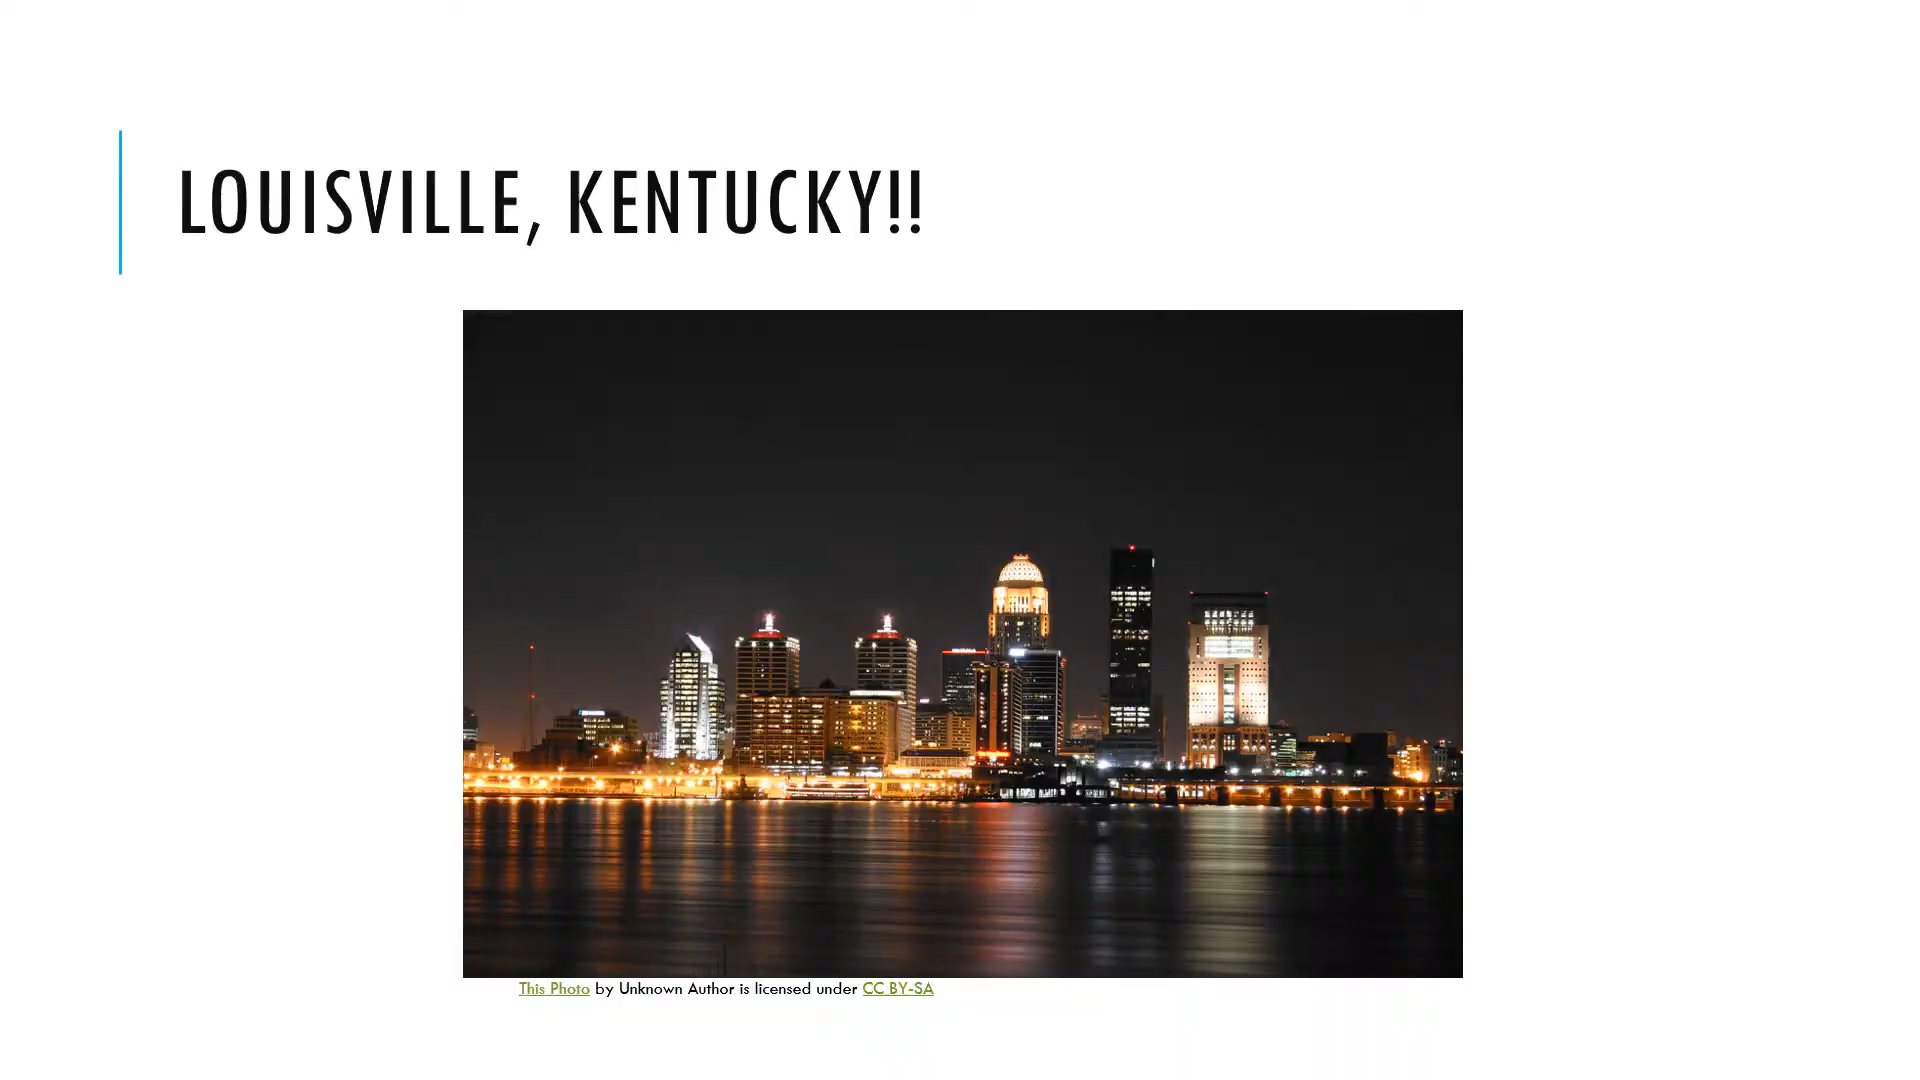 LOUISVILLE, KENTUCKY!!
This Photo by Unknown Author is licensed under CC BY-SA